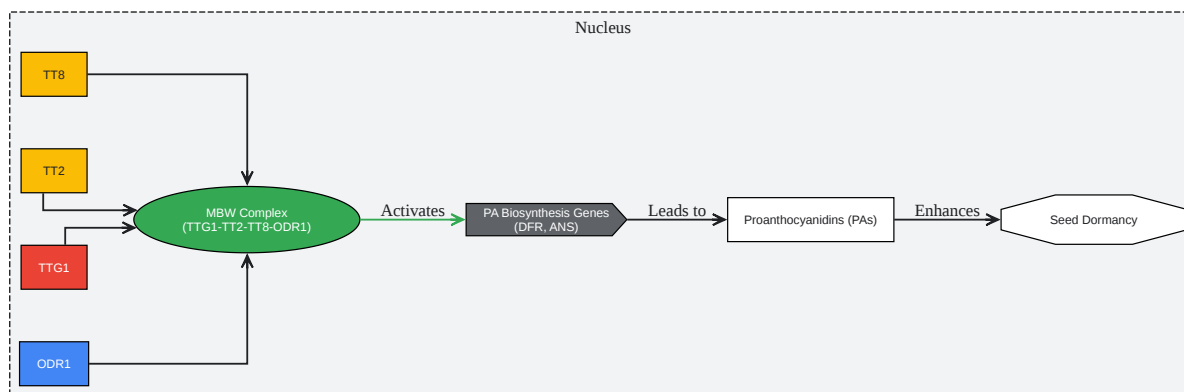 Nucleus
TT8
TT2
TTG1
ODR1
MBW Complex
(TTG1-TT2-TT8-ODR1)
Activates
PA Biosynthesis Genes
(DFR, ANS)
Leads to
Proanthocyanidins (PAs)
Enhances
Seed Dormancy